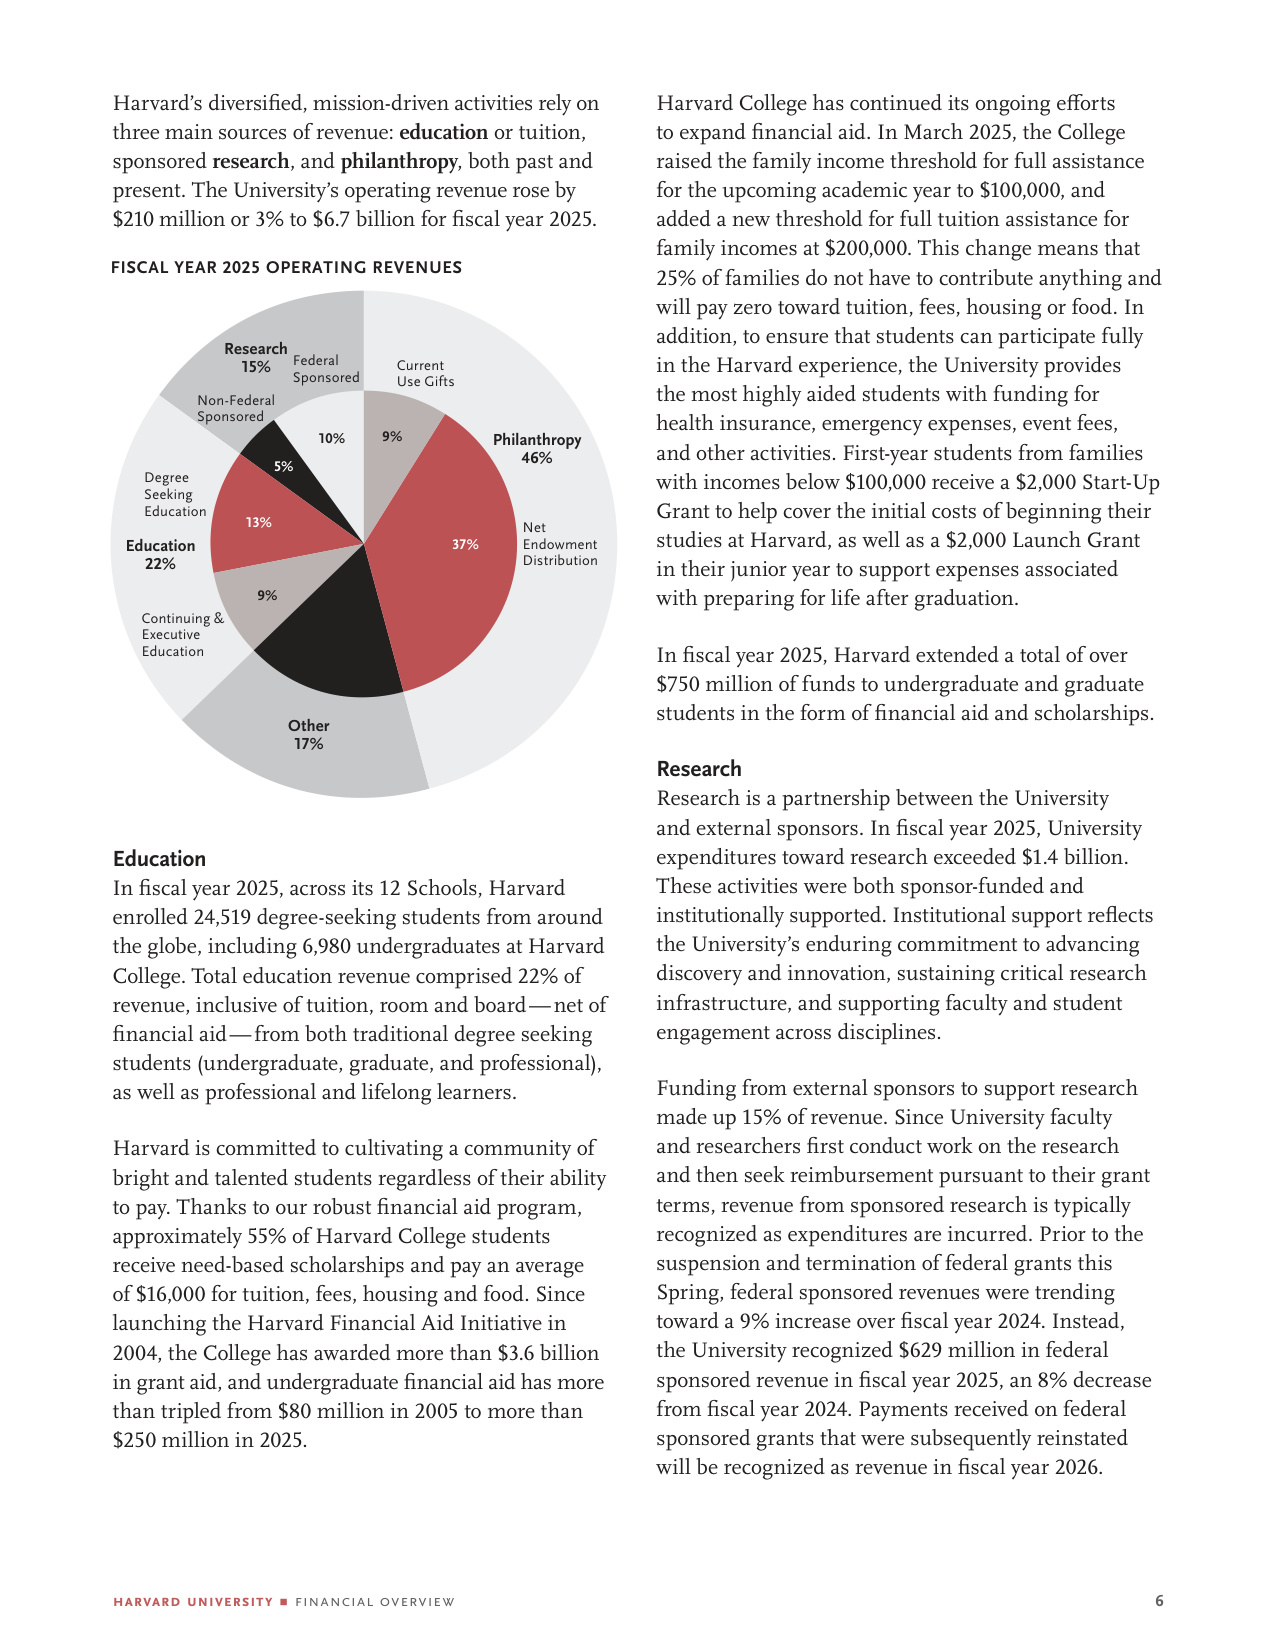 Harvard’s diversified, mission-driven activities rely on
three main sources of revenue: education or tuition,
sponsored research, and philanthropy, both past and
present. The University’s operating revenue rose by
$210 million or 3% to $6.7 billion for fiscal year 2025.
FISCAL YEAR 2025 OPERATING REVENUES
Research
15%
Federal
Sponsored
Current
Use Gifts
Non-Federal
Sponsored
10%
9%
Philanthropy
46%
5%
Degree
Seeking
Education
13%
37%
Net
Endowment
Distribution
Education
22%
9%
Continuing &
Executive
Education
Other
17%
Education
In fiscal year 2025, across its 12 Schools, Harvard
enrolled 24,519 degree-seeking students from around
the globe, including 6,980 undergraduates at Harvard
College. Total education revenue comprised 22% of
revenue, inclusive of tuition, room and board — net of
financial aid — from both traditional degree seeking
students (undergraduate, graduate, and professional),
as well as professional and lifelong learners.
Harvard is committed to cultivating a community of
bright and talented students regardless of their ability
to pay. Thanks to our robust financial aid program,
approximately 55% of Harvard College students
receive need-based scholarships and pay an average
of $16,000 for tuition, fees, housing and food. Since
launching the Harvard Financial Aid Initiative in
2004, the College has awarded more than $3.6 billion
in grant aid, and undergraduate financial aid has more
than tripled from $80 million in 2005 to more than
$250 million in 2025.
Harvard College has continued its ongoing efforts
to expand financial aid. In March 2025, the College
raised the family income threshold for full assistance
for the upcoming academic year to $100,000, and
added a new threshold for full tuition assistance for
family incomes at $200,000. This change means that
25% of families do not have to contribute anything and
will pay zero toward tuition, fees, housing or food. In
addition, to ensure that students can participate fully
in the Harvard experience, the University provides
the most highly aided students with funding for
health insurance, emergency expenses, event fees,
and other activities. First-year students from families
with incomes below $100,000 receive a $2,000 Start-Up
Grant to help cover the initial costs of beginning their
studies at Harvard, as well as a $2,000 Launch Grant
in their junior year to support expenses associated
with preparing for life after graduation.
In fiscal year 2025, Harvard extended a total of over
$750 million of funds to undergraduate and graduate
students in the form of financial aid and scholarships.
Research
Research is a partnership between the University
and external sponsors. In fiscal year 2025, University
expenditures toward research exceeded $1.4 billion.
These activities were both sponsor-funded and
institutionally supported. Institutional support reflects
the University’s enduring commitment to advancing
discovery and innovation, sustaining critical research
infrastructure, and supporting faculty and student
engagement across disciplines.
Funding from external sponsors to support research
made up 15% of revenue. Since University faculty
and researchers first conduct work on the research
and then seek reimbursement pursuant to their grant
terms, revenue from sponsored research is typically
recognized as expenditures are incurred. Prior to the
suspension and termination of federal grants this
Spring, federal sponsored revenues were trending
toward a 9% increase over fiscal year 2024. Instead,
the University recognized $629 million in federal
sponsored revenue in fiscal year 2025, an 8% decrease
from fiscal year 2024. Payments received on federal
sponsored grants that were subsequently reinstated
will be recognized as revenue in fiscal year 2026.
HARVARD UNIVERSITY ■ FINANCIAL OVERVIEW
6